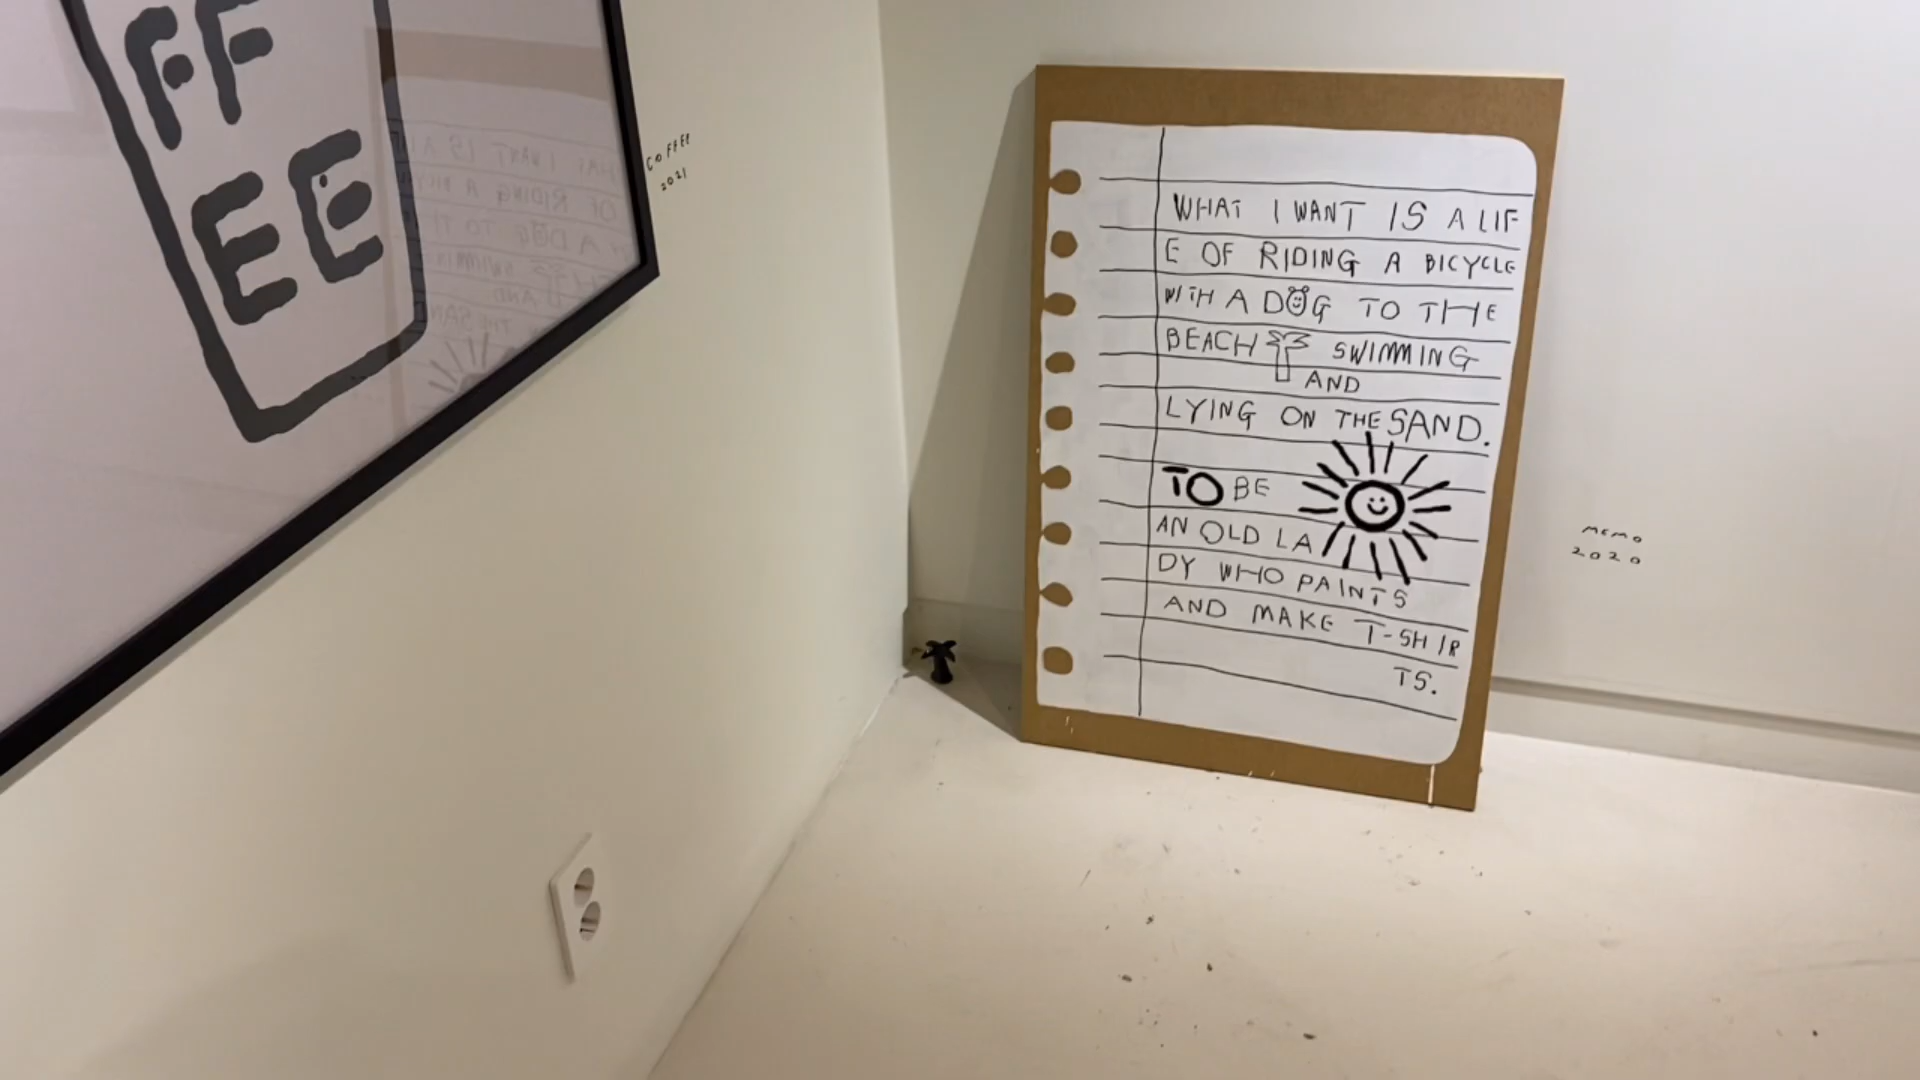 FF
EE
COFFEE
2021
WHAT I WANT IS A LIF
E OF RIDING A BICYCLE
WITH A DOG TO THE
BEACH SWIMMING
AND
LYING ON THE SAND.
TO BE
AN OLD LA
DY WHO PAINTS
AND MAKE T-SHIR
TS.
MEMO
2020